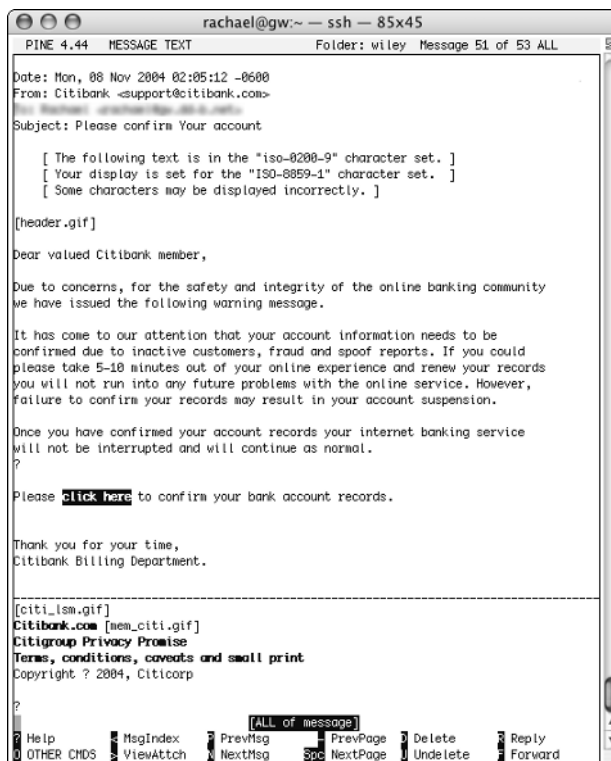 rachael@gw:~ — ssh — 85x45
PINE 4.44 MESSAGE TEXT Folder: wiley Message 51 of 53 ALL
Date: Mon, 08 Nov 2004 02:05:12 -0600
From: Citibank <support@citibank.com>
Subject: Please confirm Your account
[ The following text is in the "iso-0200-9" character set. ]
[ Your display is set for the "ISO-8859-1" character set. ]
[ Some characters may be displayed incorrectly. ]
[header.gif]
Dear valued Citibank member,
Due to concerns, for the safety and integrity of the online banking community
we have issued the following warning message.
It has come to our attention that your account information needs to be
confirmed due to inactive customers, fraud and spoof reports. If you could
please take 5-10 minutes out of your online experience and renew your records
you will not run into any future problems with the online service. However,
failure to confirm your records may result in your account suspension.
Once you have confirmed your account records your internet banking service
will not be interrupted and will continue as normal.
?
Please click here to confirm your bank account records.
Thank you for your time,
Citibank Billing Department.
[citi_lsm.gif]
Citibank.com [mem_citi.gif]
Citigroup Privacy Promise
Terms, conditions, caveats and small print
Copyright ? 2004, Citicorp
?
[ALL of message]
? Help < MsgIndex P PrevMsg - PrevPage D Delete R Reply
O OTHER CMDS > ViewAttch N NextMsg Spc NextPage U Undelete F Forward